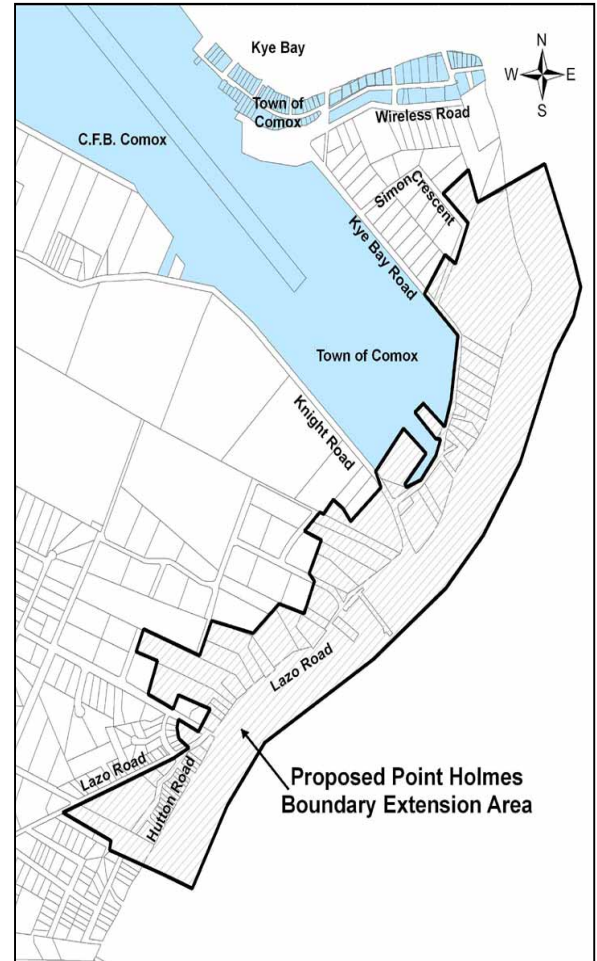 Kye Bay
N
W
E
S
Town of
Comox
Wireless Road
C.F.B. Comox
Simon
Crescent
Kye Bay Road
Town of Comox
Knight Road
Lazo Road
Lazo Road
Hutton Road
Proposed Point Holmes
Boundary Extension Area